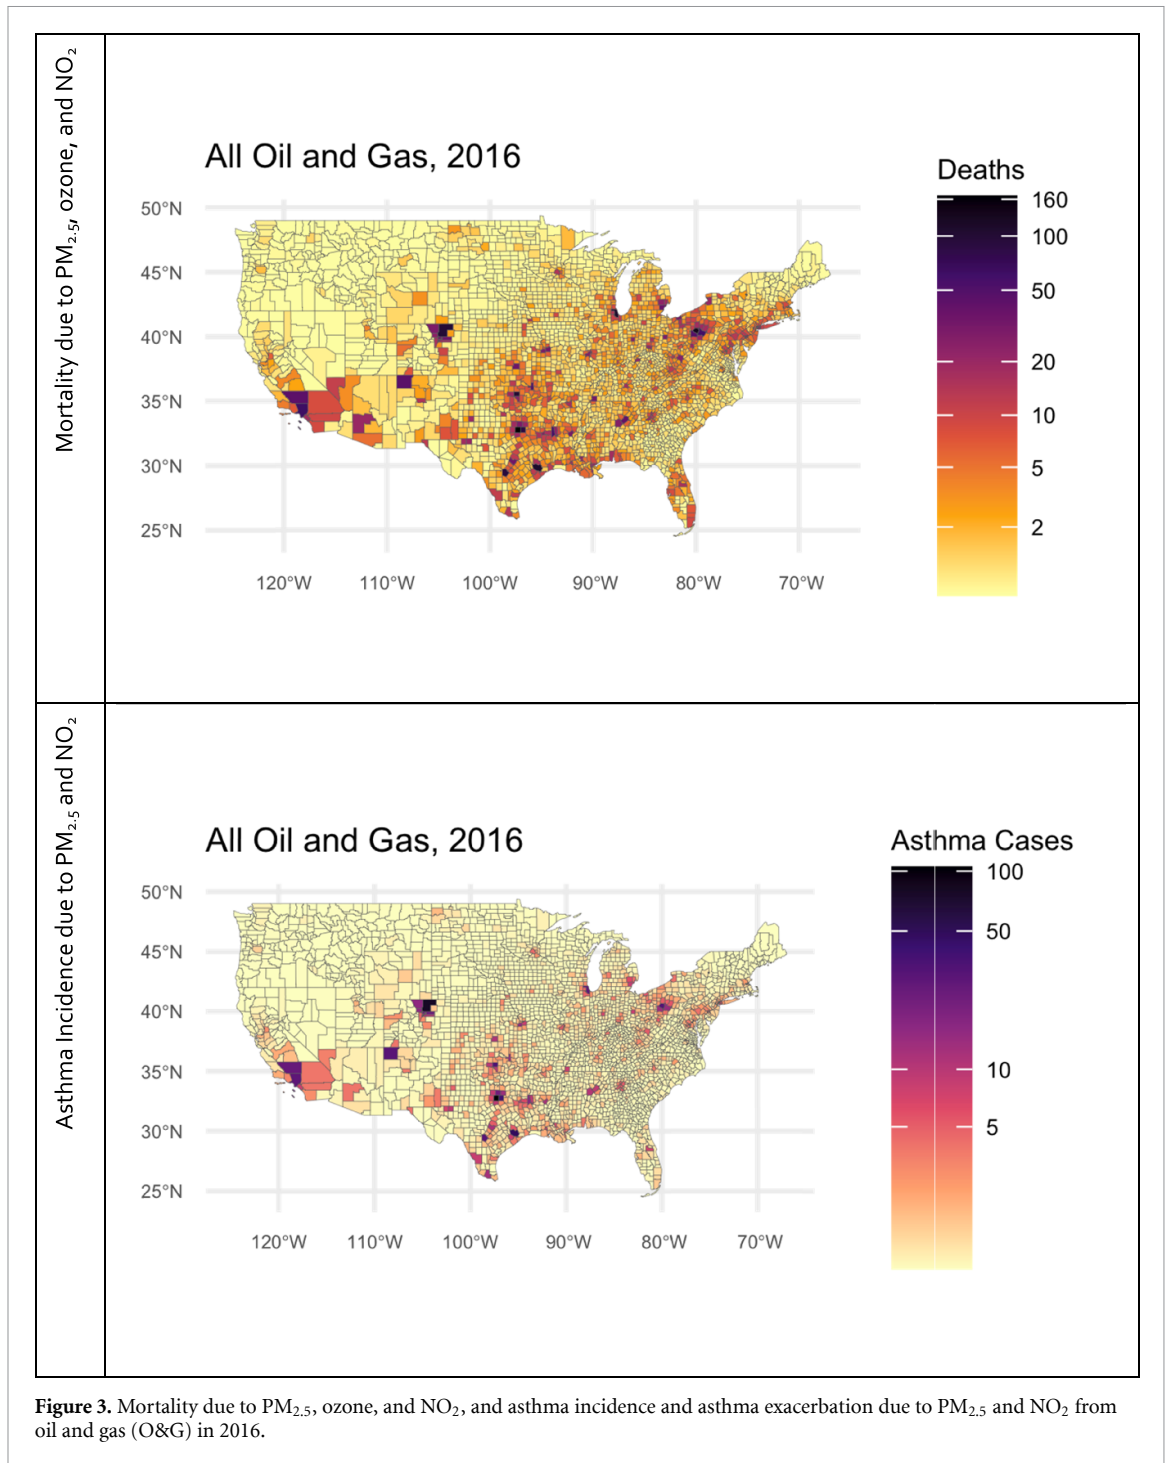 Mortality due to PM₂.₅, ozone, and NO₂
All Oil and Gas, 2016
50°N
45°N
40°N
35°N
30°N
25°N
120°W 110°W 100°W 90°W 80°W 70°W
Deaths
160
100
50
20
10
5
2
Asthma Incidence due to PM₂.₅ and NO₂
All Oil and Gas, 2016
50°N
45°N
40°N
35°N
30°N
25°N
120°W 110°W 100°W 90°W 80°W 70°W
Asthma Cases
100
50
10
5
Figure 3. Mortality due to PM₂.₅, ozone, and NO₂, and asthma incidence and asthma exacerbation due to PM₂.₅ and NO₂ from
oil and gas (O&G) in 2016.